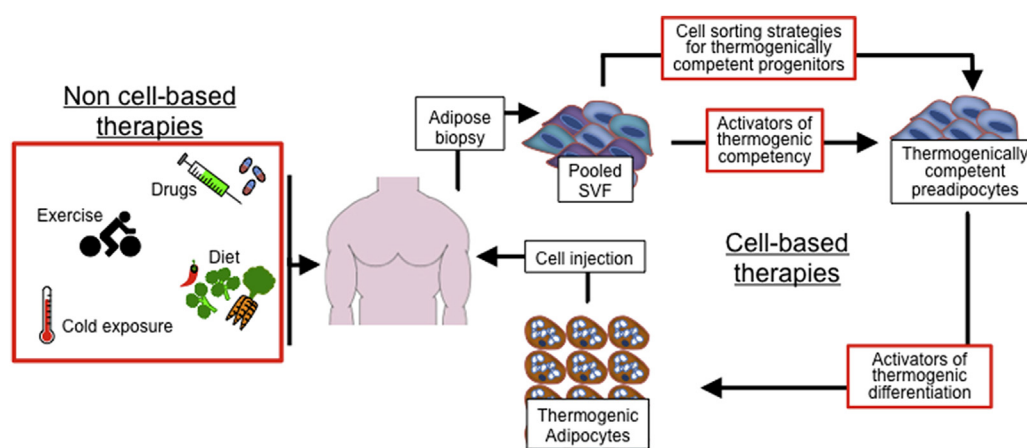 Non cell-based
therapies
Drugs
Exercise
Diet
Cold exposure
Adipose
biopsy
Pooled
SVF
Cell sorting strategies
for thermogenically
competent progenitors
Activators of
thermogenic
competency
Thermogenically
competent
preadipocytes
Cell-based
therapies
Cell injection
Activators of
thermogenic
differentiation
Thermogenic
Adipocytes